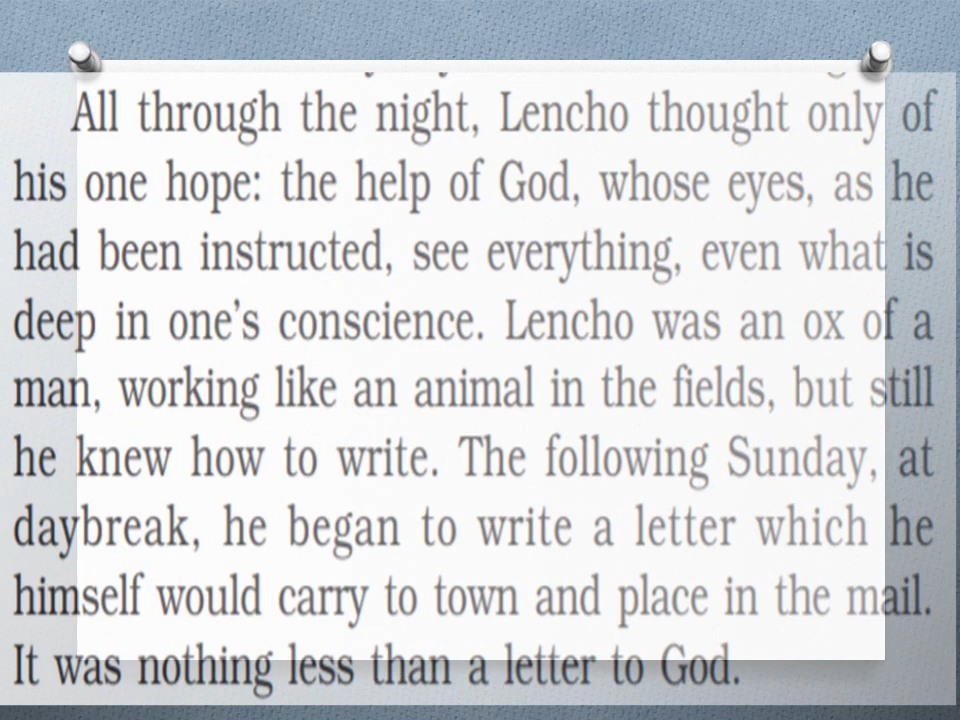 All through the night, Lencho thought only of
his one hope: the help of God, whose eyes, as he
had been instructed, see everything, even what is
deep in one’s conscience. Lencho was an ox of a
man, working like an animal in the fields, but still
he knew how to write. The following Sunday, at
daybreak, he began to write a letter which he
himself would carry to town and place in the mail.
It was nothing less than a letter to God.